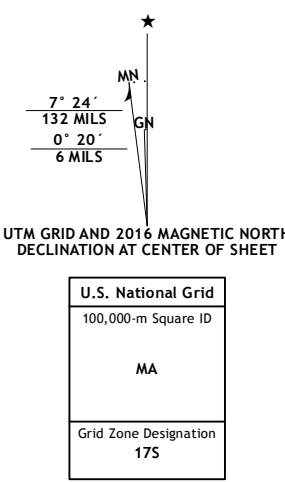 ★
MN
7° 24´
132 MILS
GN
0° 20´
6 MILS
UTM GRID AND 2016 MAGNETIC NORTH
DECLINATION AT CENTER OF SHEET
U.S. National Grid
100,000-m Square ID
MA
Grid Zone Designation
17S